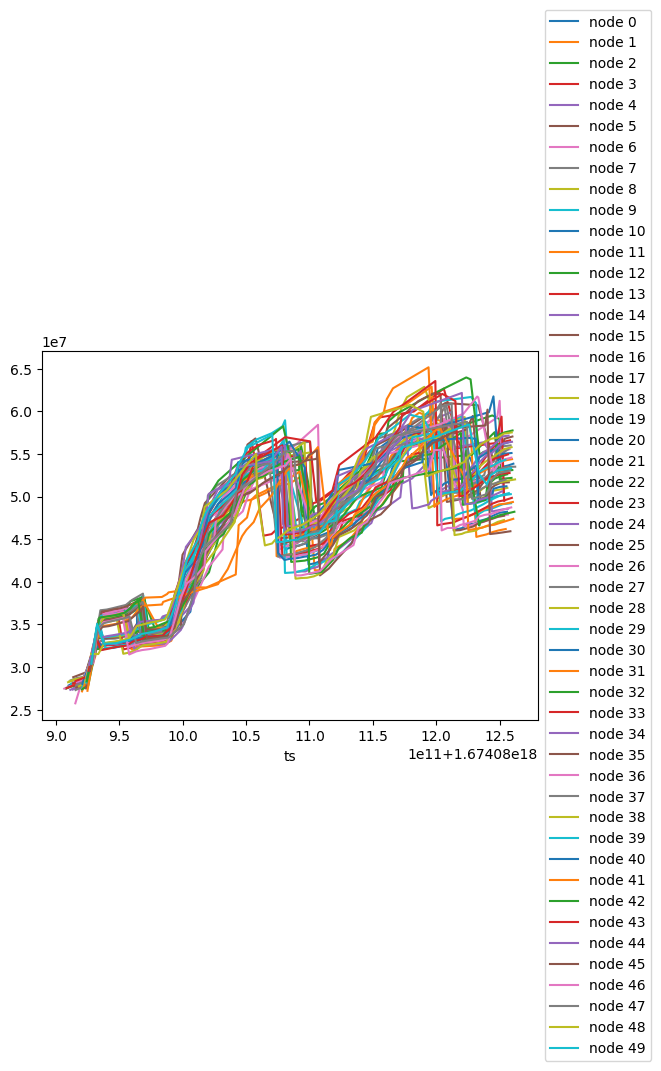 1e7
6.5
6.0
5.5
5.0
4.5
4.0
3.5
3.0
2.5
9.0 9.5 10.0 10.5 11.0 11.5 12.0 12.5
ts
1e11+1.67408e18
node 0
node 1
node 2
node 3
node 4
node 5
node 6
node 7
node 8
node 9
node 10
node 11
node 12
node 13
node 14
node 15
node 16
node 17
node 18
node 19
node 20
node 21
node 22
node 23
node 24
node 25
node 26
node 27
node 28
node 29
node 30
node 31
node 32
node 33
node 34
node 35
node 36
node 37
node 38
node 39
node 40
node 41
node 42
node 43
node 44
node 45
node 46
node 47
node 48
node 49